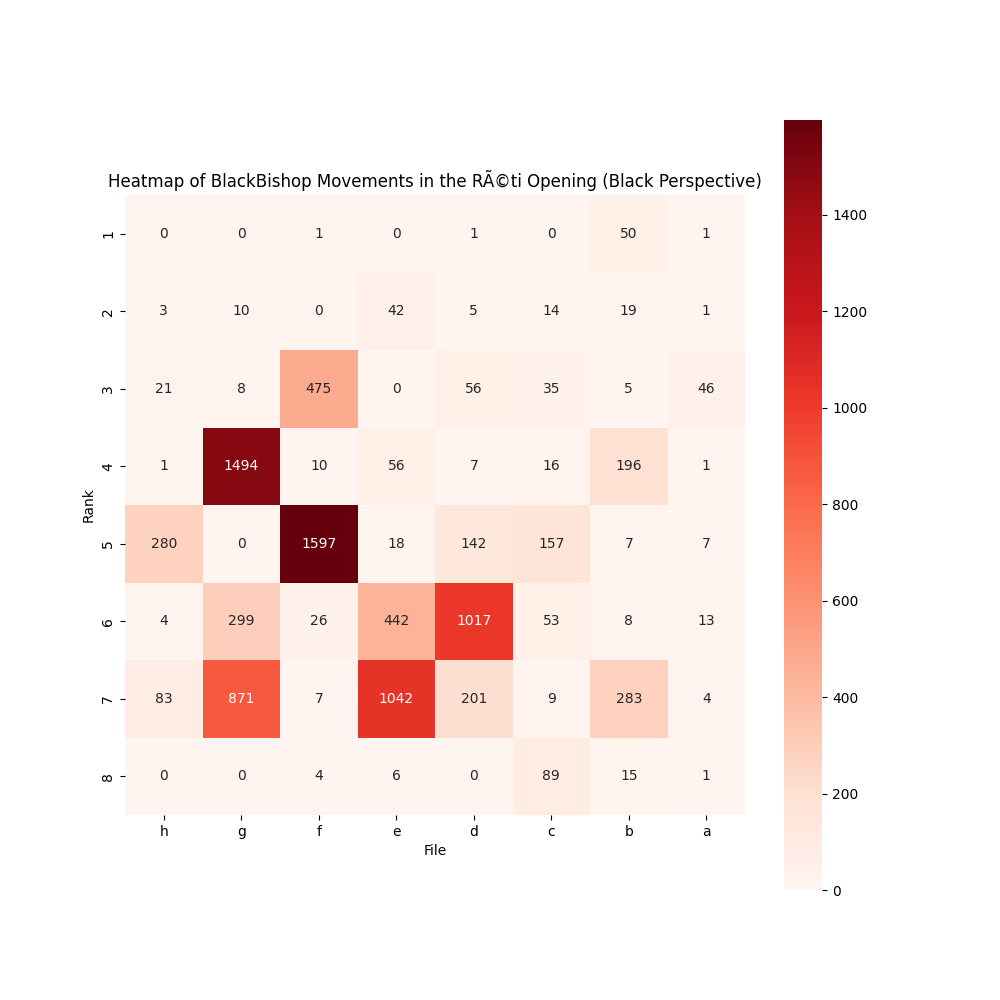 Heatmap of BlackBishop Movements in the RÃ©ti Opening (Black Perspective)
1 0 0 1 0 1 0 50 1
2 3 10 0 42 5 14 19 1
3 21 8 475 0 56 35 5 46
4 1 1494 10 56 7 16 196 1
5 280 0 1597 18 142 157 7 7
6 4 299 26 442 1017 53 8 13
7 83 871 7 1042 201 9 283 4
8 0 0 4 6 0 89 15 1
h g f e d c b a
Rank
File
1400
1200
1000
800
600
400
200
0